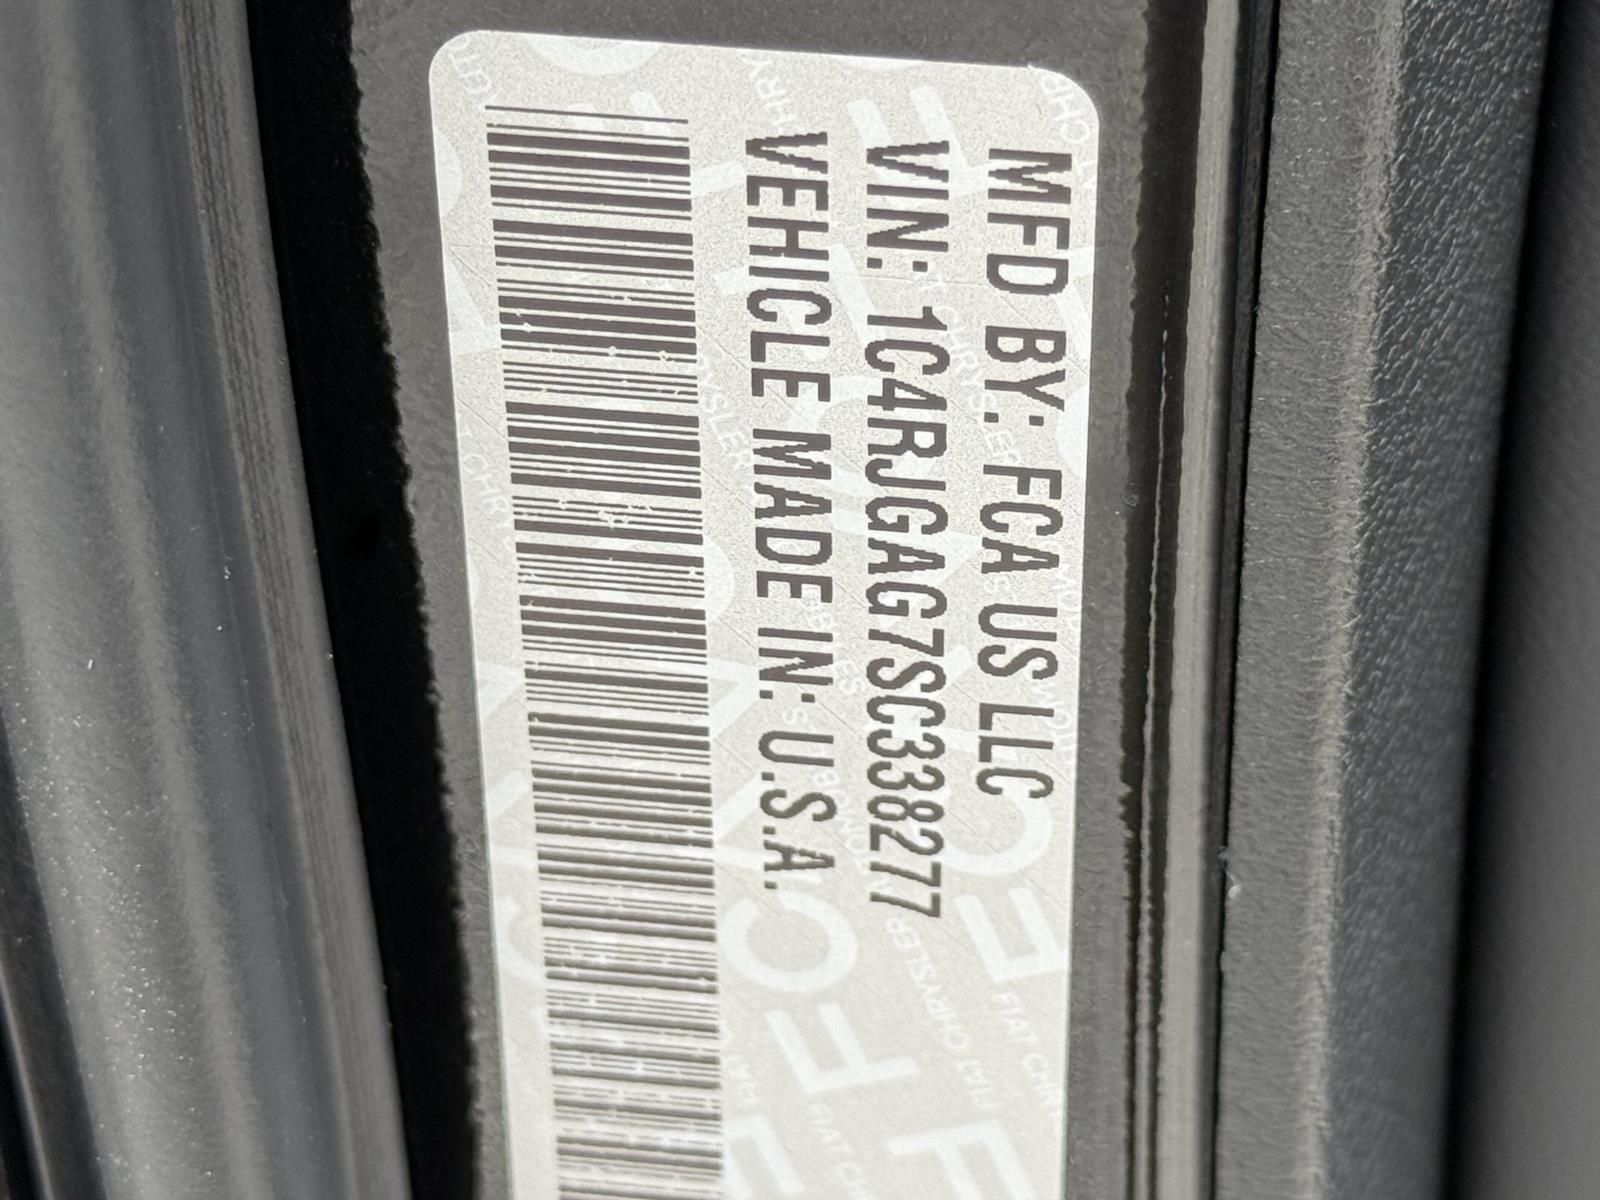 MFD BY: FCA US LLC
VIN: 1C4RJGAG7SC338277
VEHICLE MADE IN: U.S.A.